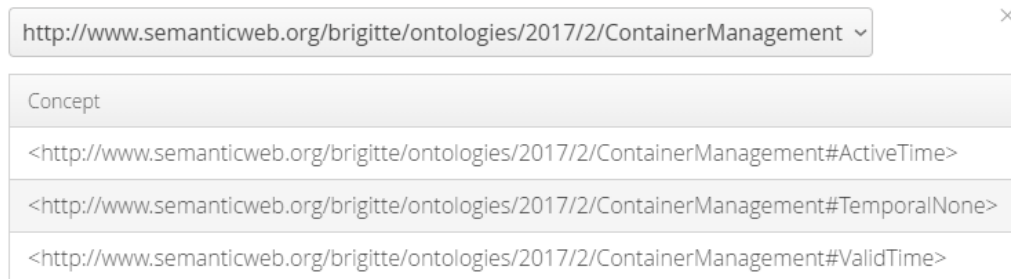 http://www.semanticweb.org/brigitte/ontologies/2017/2/ContainerManagement
Concept
<http://www.semanticweb.org/brigitte/ontologies/2017/2/ContainerManagement#ActiveTime>
<http://www.semanticweb.org/brigitte/ontologies/2017/2/ContainerManagement#TemporalNone>
<http://www.semanticweb.org/brigitte/ontologies/2017/2/ContainerManagement#ValidTime>